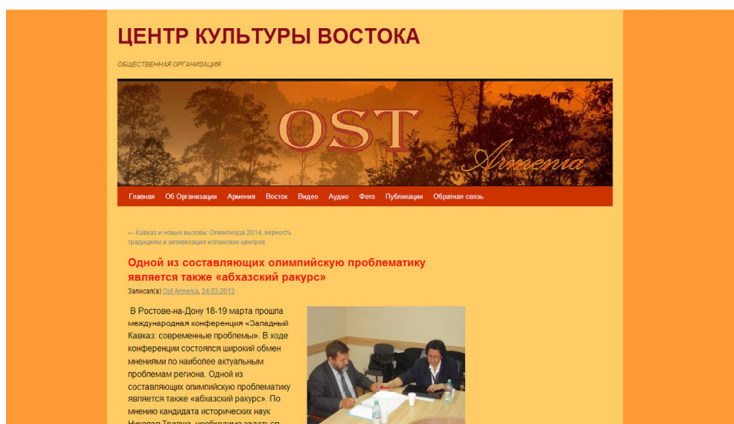 ЦЕНТР КУЛЬТУРЫ ВОСТОКА
ОБЩЕСТВЕННАЯ ОРГАНИЗАЦИЯ
OST
Armenia
Главная Об Организации Армения Восток Видео Аудио Фото Публикации Обратная связь
← Кавказ и новые вызовы: Олимпиада 2014, верность
традициям и активизация исламских центров
Одной из составляющих олимпийскую проблематику
является также «абхазский ракурс»
Записал(а) Ost Armenia, 24.03.2013
В Ростове-на-Дону 18-19 марта прошла
международная конференция «Западный
Кавказ: современные проблемы». В ходе
конференции состоялся широкий обмен
мнениями по наиболее актуальным
проблемам региона. Одной из
составляющих олимпийскую проблематику
является также «абхазский ракурс». По
мнению кандидата исторических наук